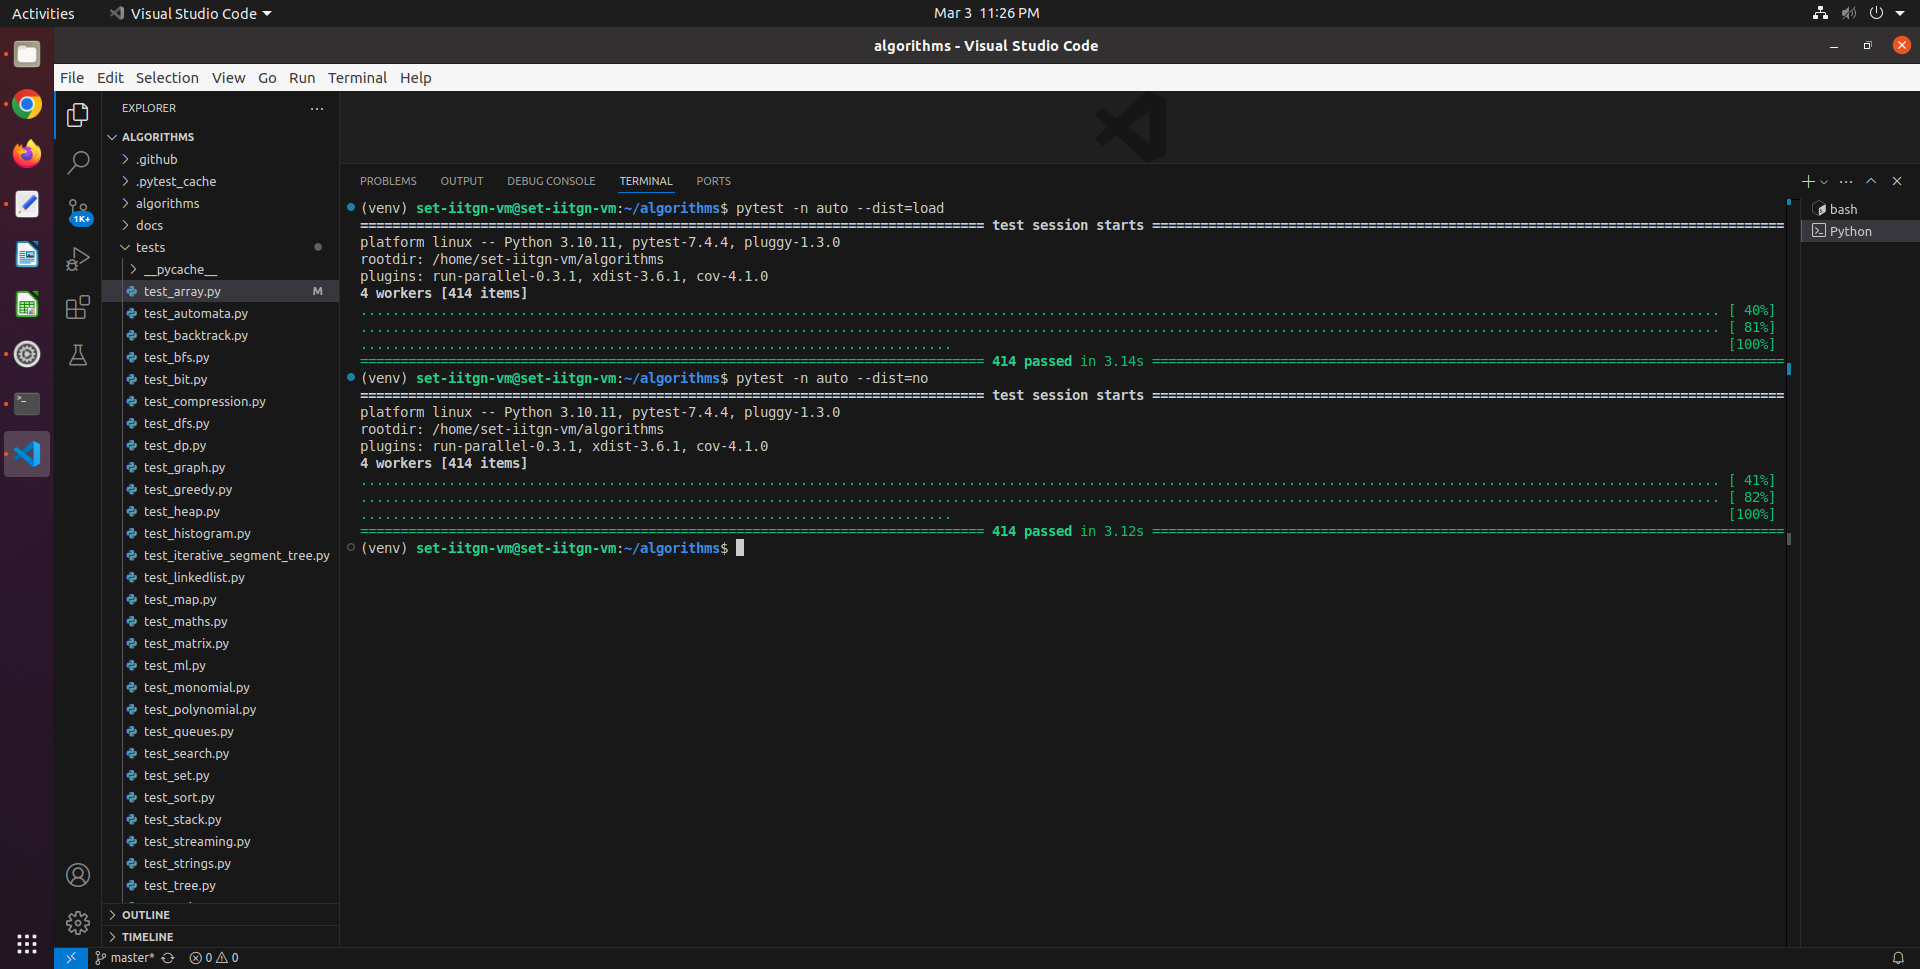 Activities
Visual Studio Code
Mar 3 11:26 PM
algorithms - Visual Studio Code
File Edit Selection View Go Run Terminal Help
EXPLORER
ALGORITHMS
.github
.pytest_cache
algorithms
docs
tests
__pycache__
test_array.py M
test_automata.py
test_backtrack.py
test_bfs.py
test_bit.py
test_compression.py
test_dfs.py
test_dp.py
test_graph.py
test_greedy.py
test_heap.py
test_histogram.py
test_iterative_segment_tree.py
test_linkedlist.py
test_map.py
test_maths.py
test_matrix.py
test_ml.py
test_monomial.py
test_polynomial.py
test_queues.py
test_search.py
test_set.py
test_sort.py
test_stack.py
test_streaming.py
test_strings.py
test_tree.py
OUTLINE
TIMELINE
1K+
PROBLEMS OUTPUT DEBUG CONSOLE TERMINAL PORTS
(venv) set-iitgn-vm@set-iitgn-vm:~/algorithms$ pytest -n auto --dist=load
test session starts
platform linux -- Python 3.10.11, pytest-7.4.4, pluggy-1.3.0
rootdir: /home/set-iitgn-vm/algorithms
plugins: run-parallel-0.3.1, xdist-3.6.1, cov-4.1.0
4 workers [414 items]
[ 40%]
[ 81%]
[100%]
414 passed in 3.14s
(venv) set-iitgn-vm@set-iitgn-vm:~/algorithms$ pytest -n auto --dist=no
test session starts
platform linux -- Python 3.10.11, pytest-7.4.4, pluggy-1.3.0
rootdir: /home/set-iitgn-vm/algorithms
plugins: run-parallel-0.3.1, xdist-3.6.1, cov-4.1.0
4 workers [414 items]
[ 41%]
[ 82%]
[100%]
414 passed in 3.12s
(venv) set-iitgn-vm@set-iitgn-vm:~/algorithms$
bash
Python
master* 0 0